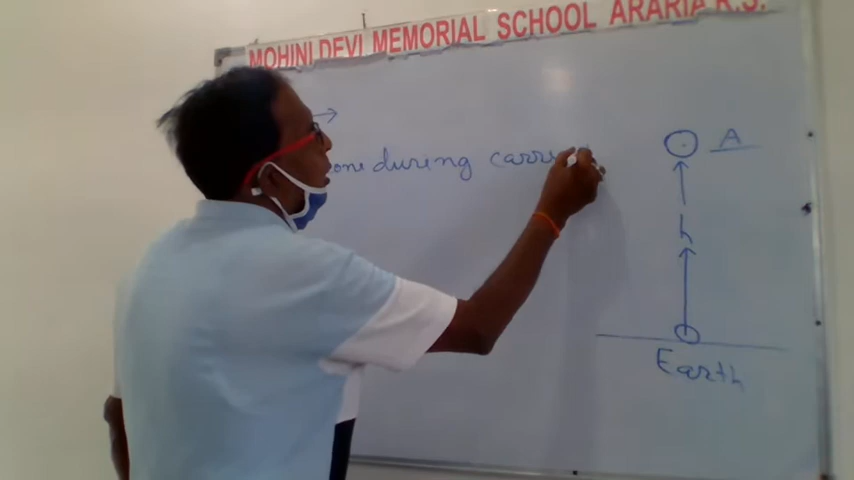 MOHINI DEVI MEMORIAL SCHOOL ARARIA R.S.
one during
A
h
Earth